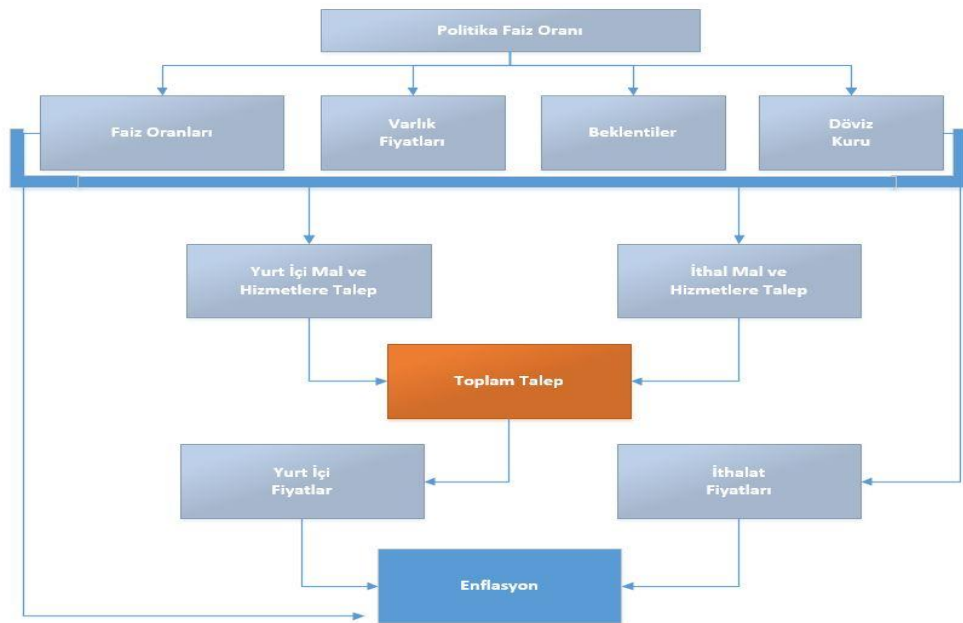 Politika Faiz Oranı
Faiz Oranları
Varlık
Fiyatları
Beklentiler
Döviz
Kuru
Yurt İçi Mal ve
Hizmetlere Talep
İthal Mal ve
Hizmetlere Talep
Toplam Talep
Yurt İçi
Fiyatlar
İthalat
Fiyatları
Enflasyon